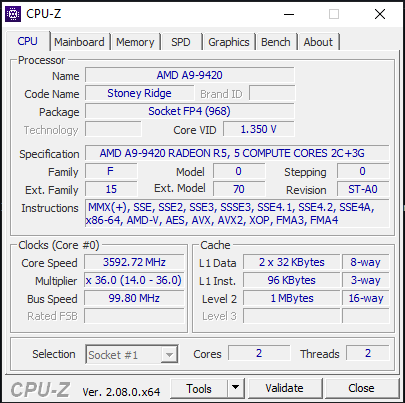 CPU-Z
CPU Mainboard Memory SPD Graphics Bench About
Processor
Name AMD A9-9420
Code Name Stoney Ridge Brand ID
Package Socket FP4 (968)
Technology Core VID 1.350 V
Specification AMD A9-9420 RADEON R5, 5 COMPUTE CORES 2C+3G
Family F Model 0 Stepping 0
Ext. Family 15 Ext. Model 70 Revision ST-A0
Instructions MMX(+), SSE, SSE2, SSE3, SSSE3, SSE4.1, SSE4.2, SSE4A,
x86-64, AMD-V, AES, AVX, AVX2, XOP, FMA3, FMA4
Clocks (Core #0) Cache
Core Speed 3592.72 MHz L1 Data 2 x 32 KBytes 8-way
Multiplier x 36.0 (14.0 - 36.0) L1 Inst. 96 KBytes 3-way
Bus Speed 99.80 MHz Level 2 1 MBytes 16-way
Rated FSB Level 3
Selection Socket #1 Cores 2 Threads 2
CPU-Z Ver. 2.08.0.x64 Tools Validate Close